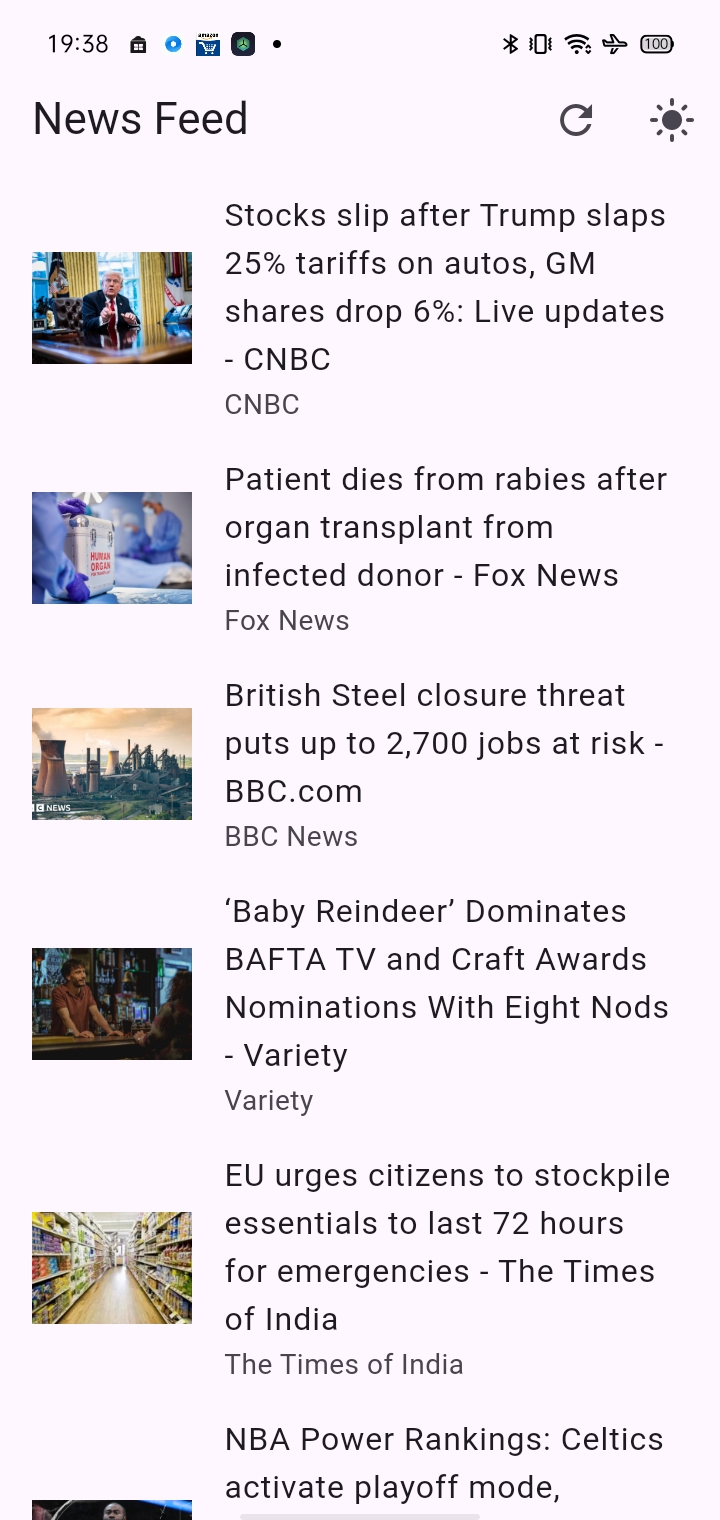 19:38
amazon
100
News Feed
Stocks slip after Trump slaps
25% tariffs on autos, GM
shares drop 6%: Live updates
- CNBC
CNBC
HUMAN
ORGAN
Patient dies from rabies after
organ transplant from
infected donor - Fox News
Fox News
British Steel closure threat
puts up to 2,700 jobs at risk -
BBC.com
BBC News
C NEWS
‘Baby Reindeer’ Dominates
BAFTA TV and Craft Awards
Nominations With Eight Nods
- Variety
Variety
EU urges citizens to stockpile
essentials to last 72 hours
for emergencies - The Times
of India
The Times of India
NBA Power Rankings: Celtics
activate playoff mode,